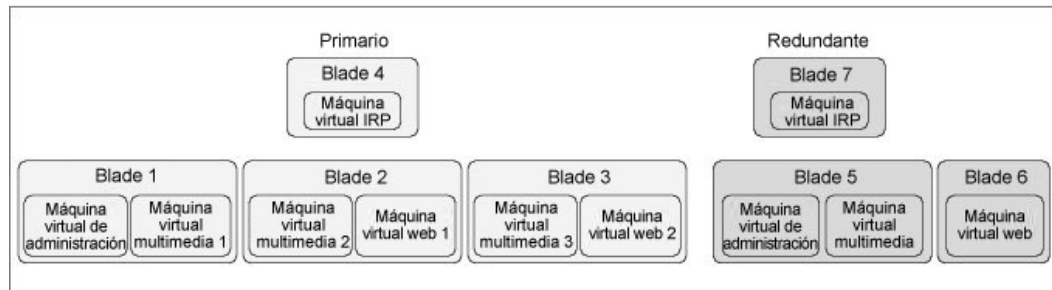 Primario
Redundante
Blade 4
Máquina
virtual IRP
Blade 7
Máquina
virtual IRP
Blade 1
Máquina
virtual de
administración
Máquina
virtual
multimedia 1
Blade 2
Máquina
virtual
multimedia 2
Máquina
virtual web 1
Blade 3
Máquina
virtual
multimedia 3
Máquina
virtual web 2
Blade 5
Máquina
virtual de
administración
Máquina
virtual
multimedia
Blade 6
Máquina
virtual web